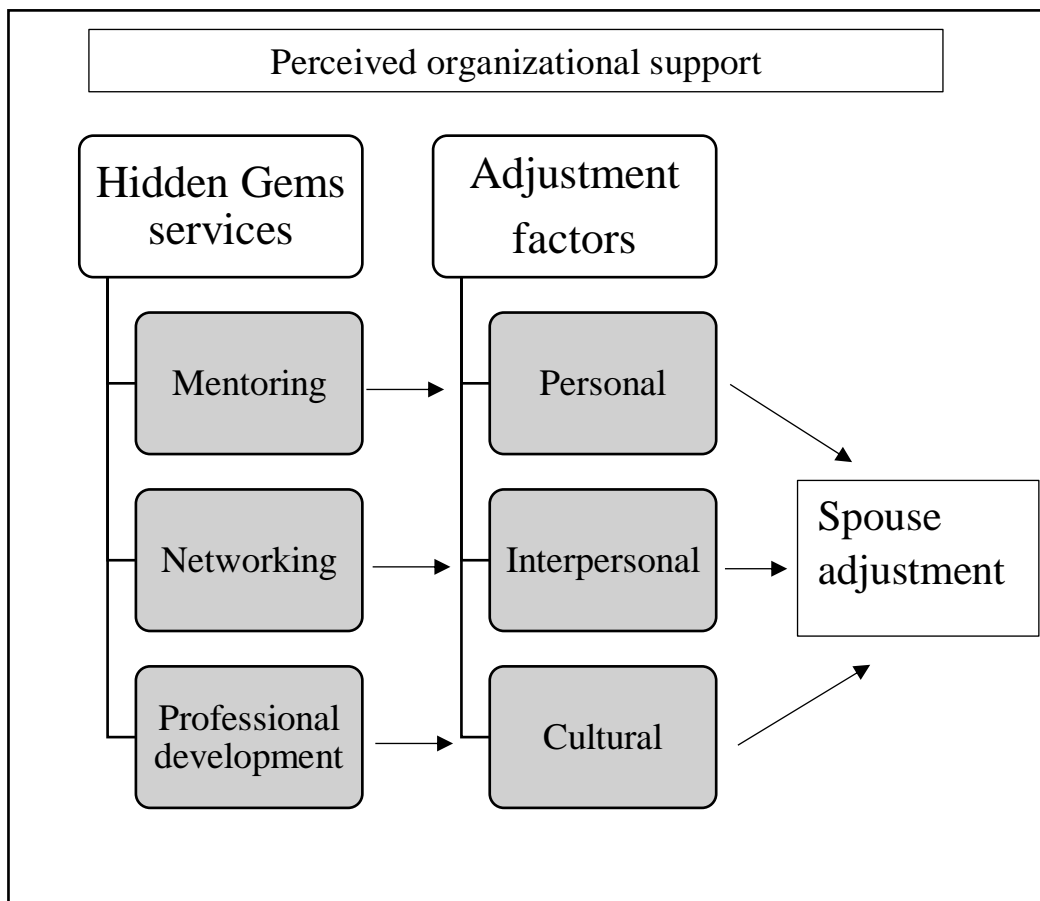 Perceived organizational support
Hidden Gems
services
Adjustment
factors
Mentoring
Personal
Networking
Interpersonal
Spouse
adjustment
Professional
development
Cultural